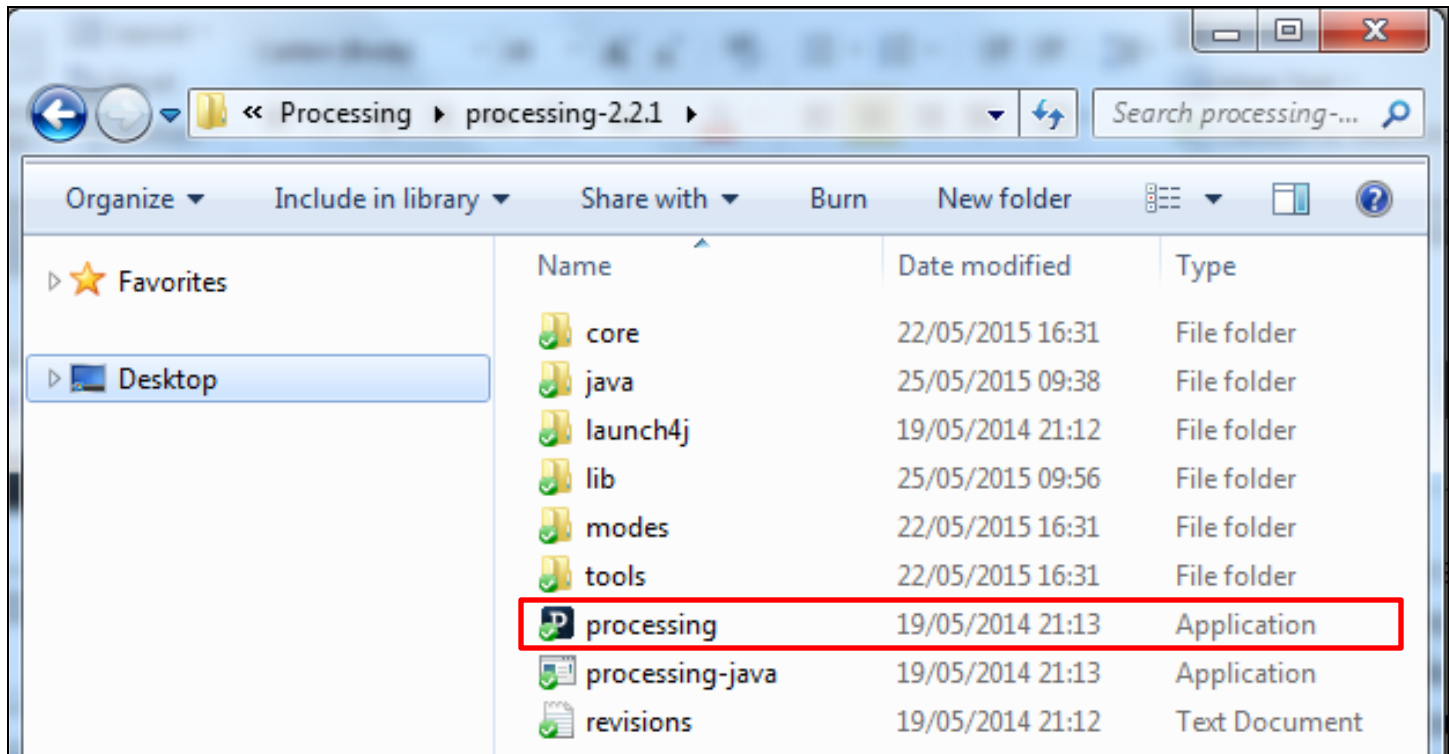 « Processing processing-2.2.1 Search processing-...
Organize Include in library Share with Burn New folder
Favorites
Desktop
Name Date modified Type
core 22/05/2015 16:31 File folder
java 25/05/2015 09:38 File folder
launch4j 19/05/2014 21:12 File folder
lib 25/05/2015 09:56 File folder
modes 22/05/2015 16:31 File folder
tools 22/05/2015 16:31 File folder
processing 19/05/2014 21:13 Application
processing-java 19/05/2014 21:13 Application
revisions 19/05/2014 21:12 Text Document